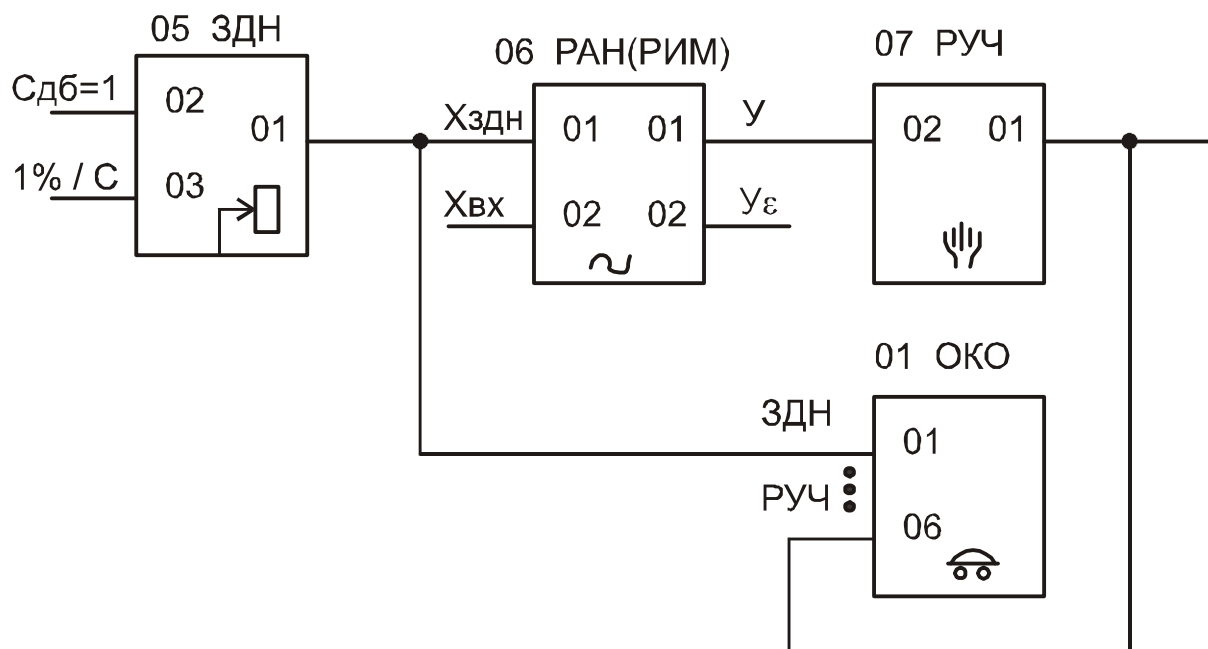 05 ЗДН
06 РАН(РИМ)
07 РУЧ
Сдб=1
02
01
Хздн
01
01
У
02
01
1% / С
03
Хвх
02
02
Уε
01 ОКО
ЗДН
01
РУЧ
06